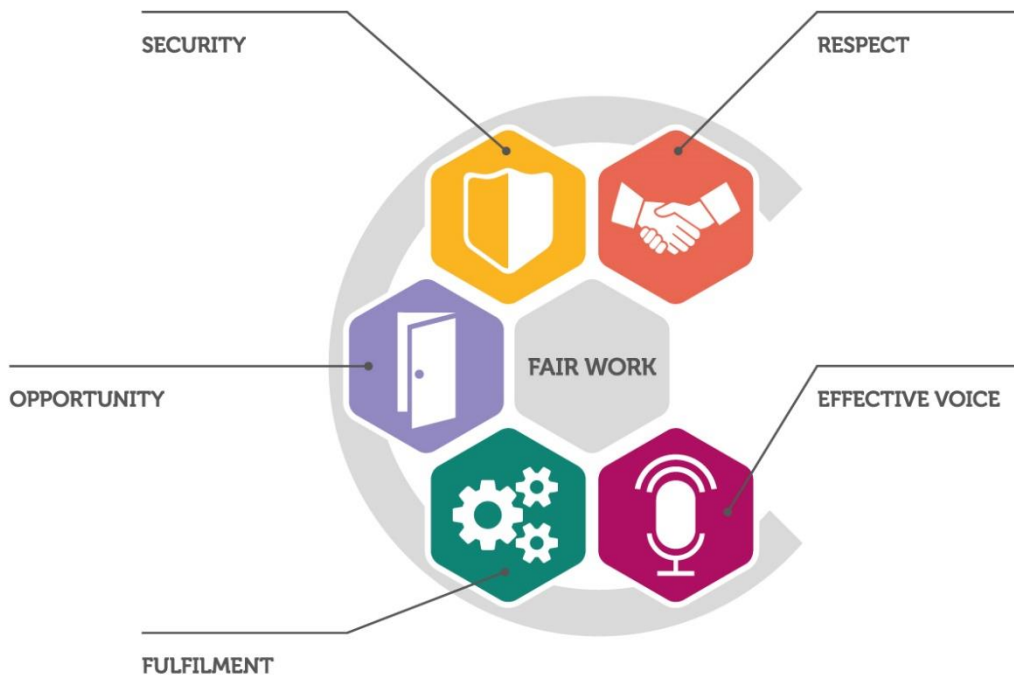 SECURITY
RESPECT
FAIR WORK
OPPORTUNITY
EFFECTIVE VOICE
FULFILMENT